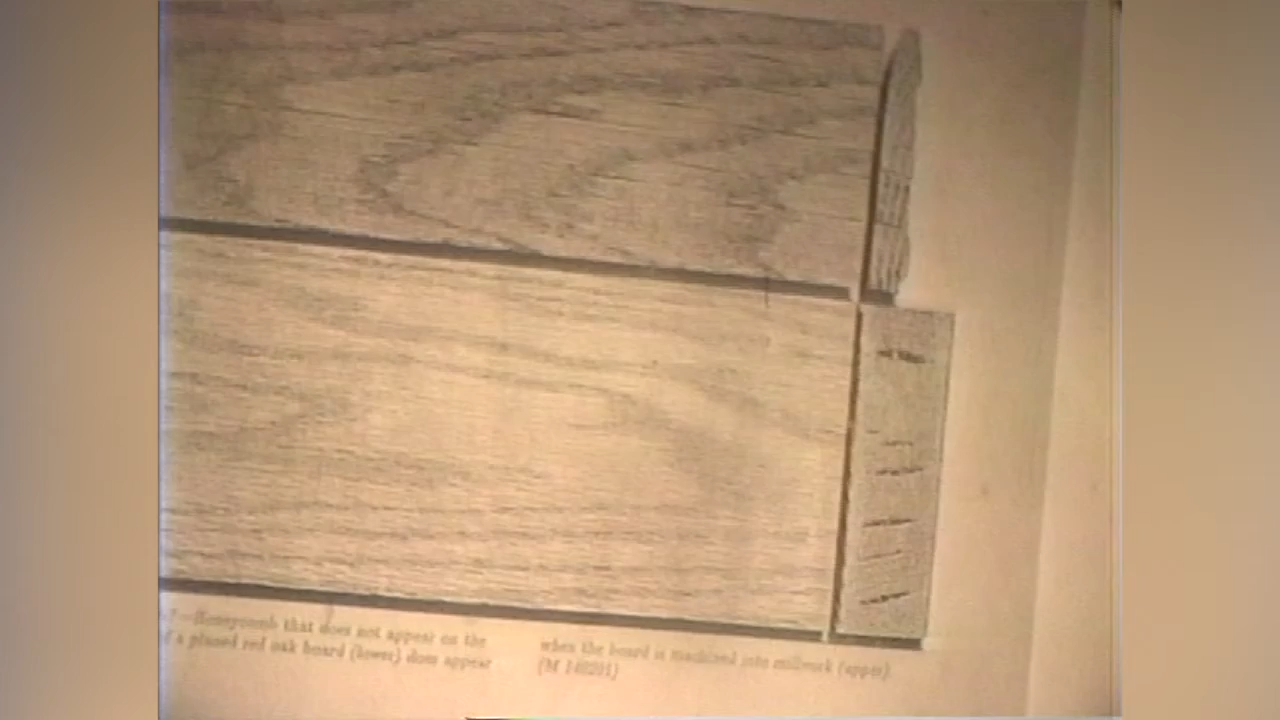 7.—Honeycomb that does not appear on the
f a planed red oak board (lower) does appear
when the board is machined into millwork (upper).